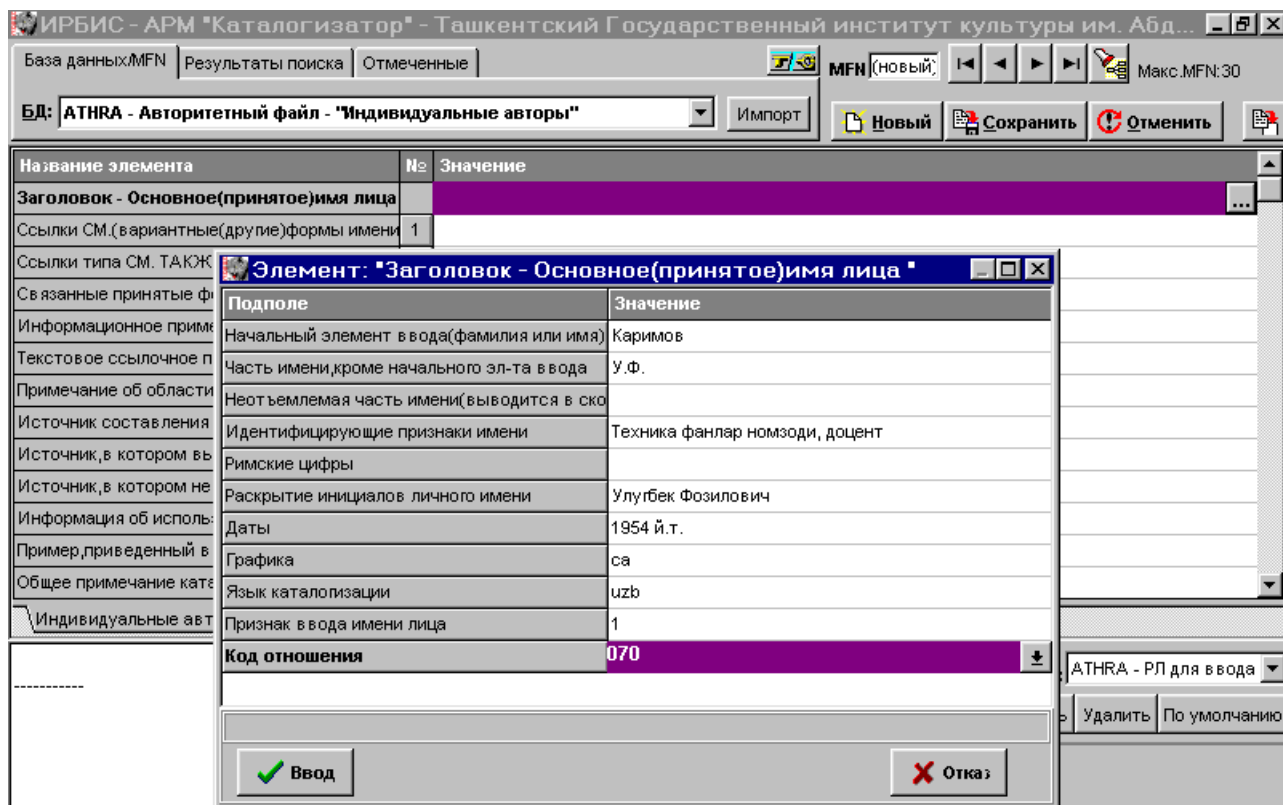 ИРБИС - АРМ "Каталогизатор" - Ташкентский Государственный институт культуры им. Абд...
База данных/MFN Результаты поиска Отмеченные MFN (новый) Макс.MFN:30
БД: ATHRA - Авторитетный файл - "Индивидуальные авторы" Импорт Новый Сохранить Отменить
Название элемента № Значение
Заголовок - Основное(принятое)имя лица ...
Ссылки СМ.(вариантные(другие)формы имени 1
Ссылки типа СМ. ТАКЖ
Связанные принятые ф
Информационное приме
Текстовое ссылочное п
Примечание об области
Источник составления
Источник,в котором вы
Источник,в котором не
Информация об исполь
Пример,приведенный в
Общее примечание ката
Индивидуальные авт
-----------
Элемент: "Заголовок - Основное(принятое)имя лица "
Подполе Значение
Начальный элемент ввода(фамилия или имя) Каримов
Часть имени,кроме начального эл-та ввода У.Ф.
Неотъемлемая часть имени(выводится в ско
Идентифицирующие признаки имени Техника фанлар номзоди, доцент
Римские цифры
Раскрытие инициалов личного имени Улугбек Фозилович
Даты 1954 й.т.
Графика ca
Язык каталогизации uzb
Признак ввода имени лица 1
Код отношения 070
Ввод Отказ
ATHRA - РЛ для ввода
Удалить По умолчанию